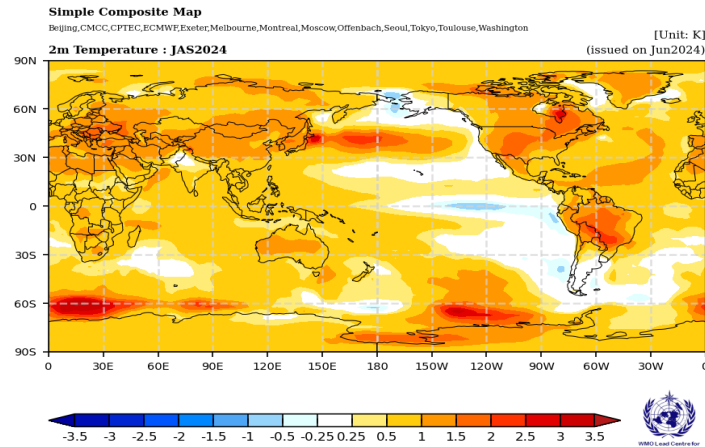 Simple Composite Map
Beijing,CMCC,CPTEC,ECMWF,Exeter,Melbourne,Montreal,Moscow,Offenbach,Seoul,Tokyo,Toulouse,Washington
[Unit: K]
2m Temperature : JAS2024
(issued on Jun2024)
90N
60N
30N
0
30S
60S
90S
0 30E 60E 90E 120E 150E 180 150W 120W 90W 60W 30W 0
-3.5 -3 -2.5 -2 -1.5 -1 -0.5 -0.25 0.25 0.5 1 1.5 2 2.5 3 3.5
WMO Lead Centre for